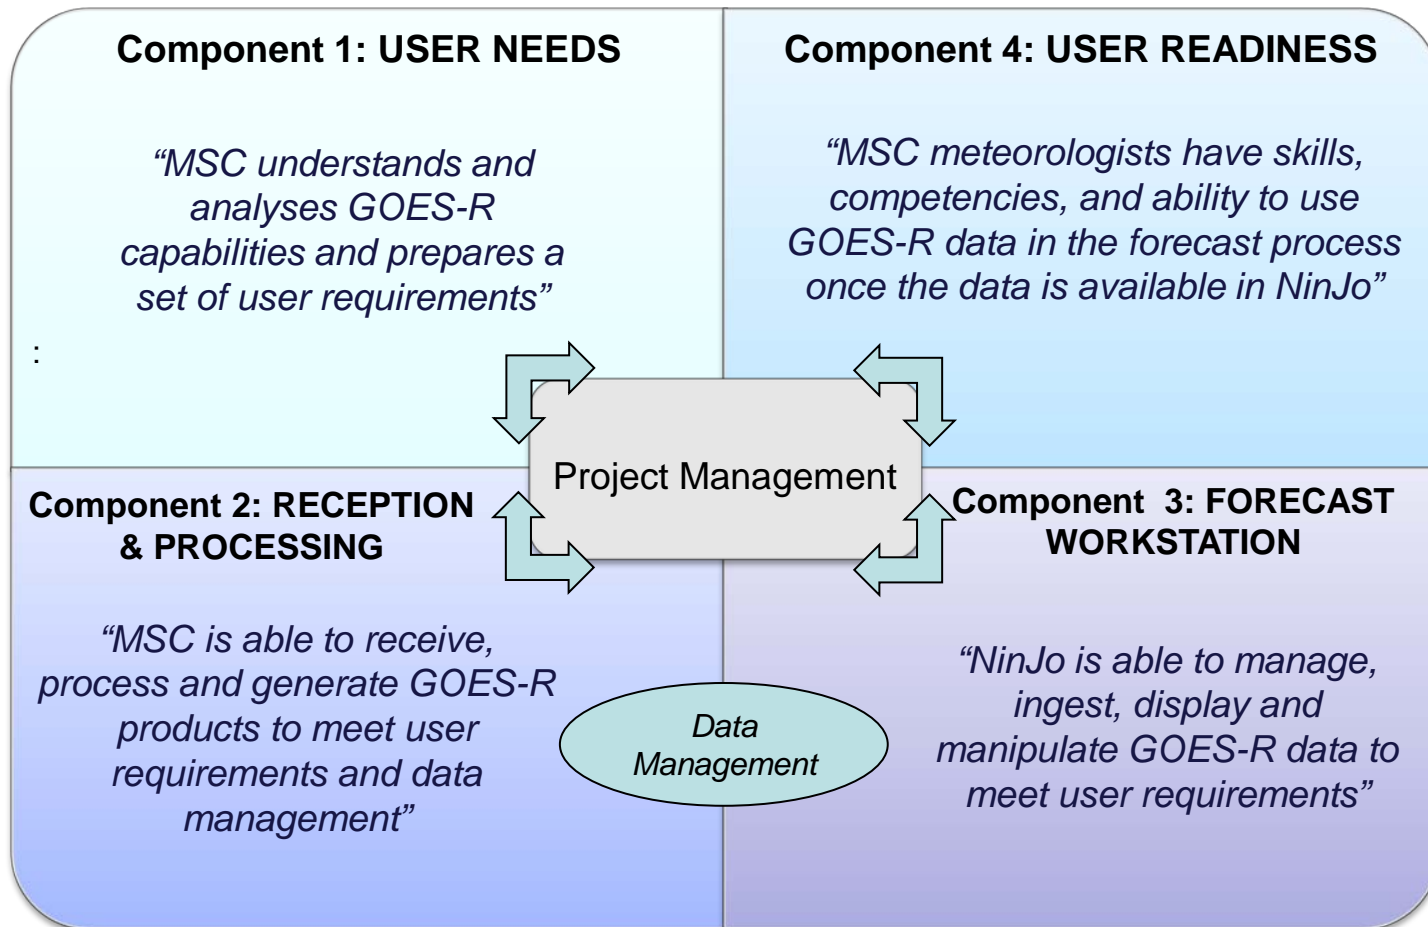 Component 1: USER NEEDS
“MSC understands and
analyses GOES-R
capabilities and prepares a
set of user requirements”
:
Component 4: USER READINESS
“MSC meteorologists have skills,
competencies, and ability to use
GOES-R data in the forecast process
once the data is available in NinJo”
Project Management
Component 2: RECEPTION
& PROCESSING
“MSC is able to receive,
process and generate GOES-R
products to meet user
requirements and data
management”
Data
Management
Component  3: FORECAST
WORKSTATION
“NinJo is able to manage,
ingest, display and
manipulate GOES-R data to
meet user requirements”